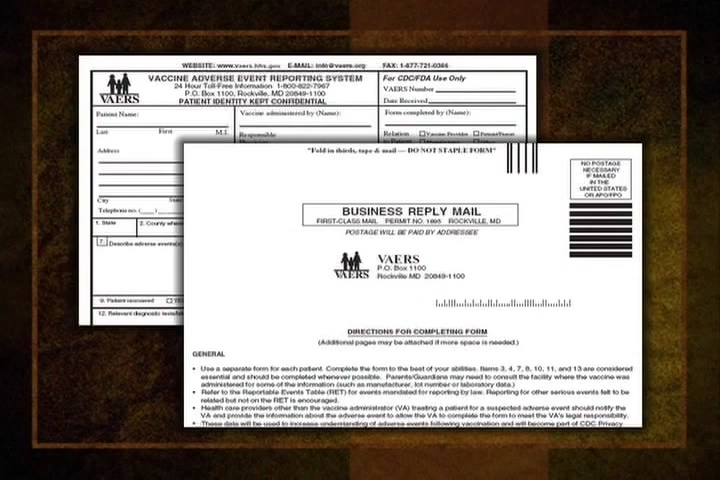 WEBSITE: www.vaers.hhs.gov E-MAIL: info@vaers.org FAX: 1-877-721-0366
VAERS
VACCINE ADVERSE EVENT REPORTING SYSTEM
24 Hour Toll-Free Information 1-800-822-7967
P.O. Box 1100, Rockville, MD 20849-1100
PATIENT IDENTITY KEPT CONFIDENTIAL
For CDC/FDA Use Only
VAERS Number
Date Received
Patient Name:
Last First M.I.
Address
City
Telephone no. (
Vaccine administered by (Name):
Responsible
Form completed by (Name):
Relation Vaccine Provider Patient/Parent
1. State
2. County where
7. Describe adverse events(s)
9. Patient recovered
12. Relevant diagnostic tests/
"Fold in thirds, tape & mail — DO NOT STAPLE FORM"
NO POSTAGE
NECESSARY
IF MAILED
IN THE
UNITED STATES
OR APO/FPO
BUSINESS REPLY MAIL
FIRST-CLASS MAIL PERMIT NO. 1895 ROCKVILLE, MD
POSTAGE WILL BE PAID BY ADDRESSEE
VAERS
VAERS
P.O. Box 1100
Rockville MD 20849-1100
DIRECTIONS FOR COMPLETING FORM
(Additional pages may be attached if more space is needed.)
GENERAL
• Use a separate form for each patient. Complete the form to the best of your abilities. Items 3, 4, 7, 8, 10, 11, and 13 are considered
essential and should be completed whenever possible. Parents/Guardians may need to consult the facility where the vaccine was
administered for some of the information (such as manufacturer, lot number or laboratory data.)
• Refer to the Reportable Events Table (RET) for events mandated for reporting by law. Reporting for other serious events felt to be
related but not on the RET is encouraged.
• Health care providers other than the vaccine administrator (VA) treating a patient for a suspected adverse event should notify the
VA and provide the information about the adverse event to allow the VA to complete the form to meet the VA's legal responsibility.
• These data will be used to increase understanding of adverse events following vaccination and will become part of CDC Privacy